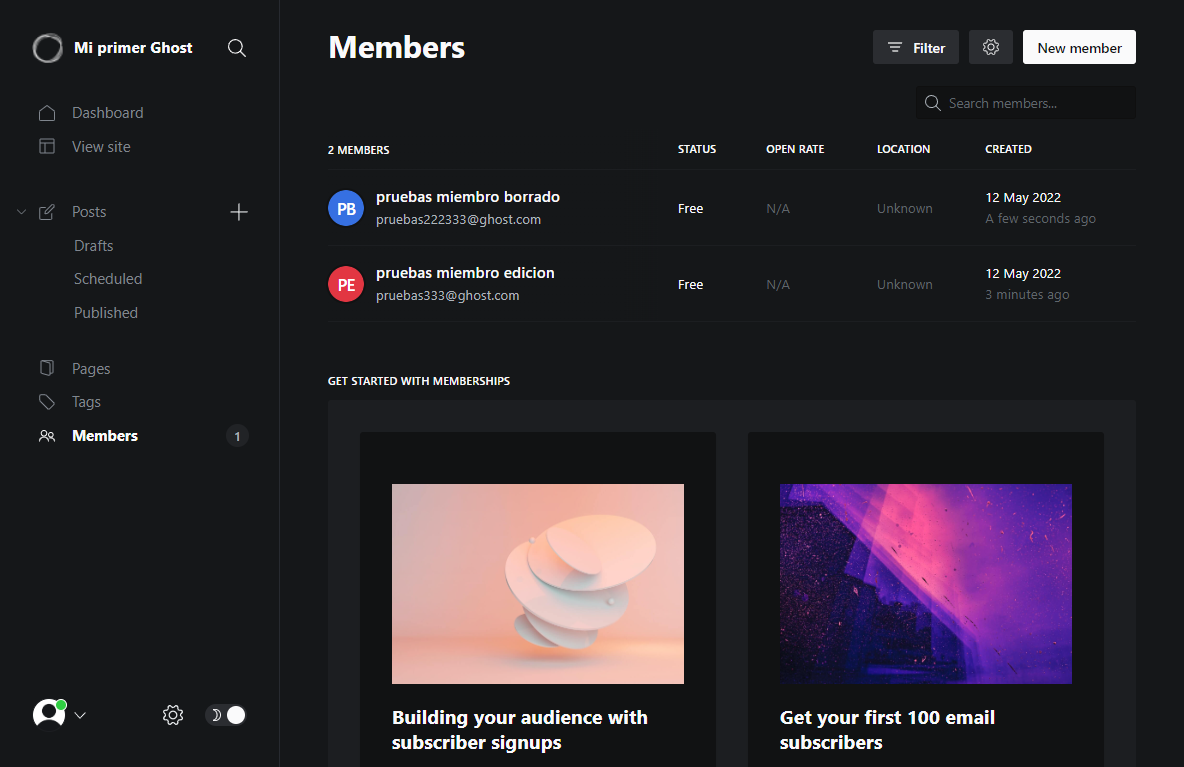 Mi primer Ghost
Dashboard
View site
Posts
Drafts
Scheduled
Published
Pages
Tags
Members 1
Members
Filter
New member
Search members...
2 MEMBERS STATUS OPEN RATE LOCATION CREATED
PB
pruebas miembro borrado
pruebas222333@ghost.com
Free N/A Unknown
12 May 2022
A few seconds ago
PE
pruebas miembro edicion
pruebas333@ghost.com
Free N/A Unknown
12 May 2022
3 minutes ago
GET STARTED WITH MEMBERSHIPS
Building your audience with
subscriber signups
Get your first 100 email
subscribers